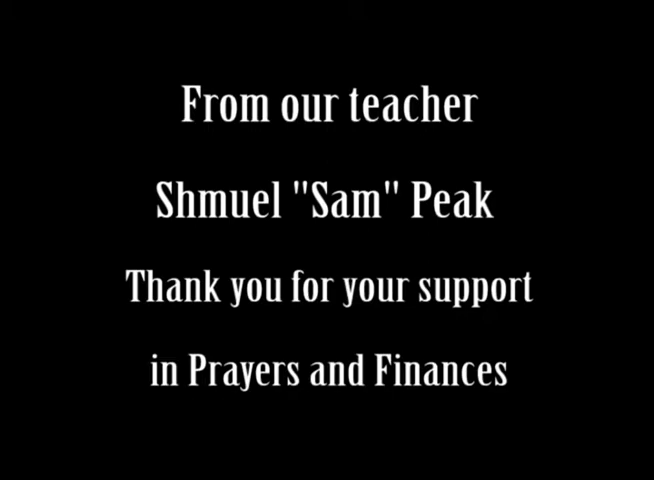 From our teacher
Shmuel "Sam" Peak
Thank you for your support
in Prayers and Finances